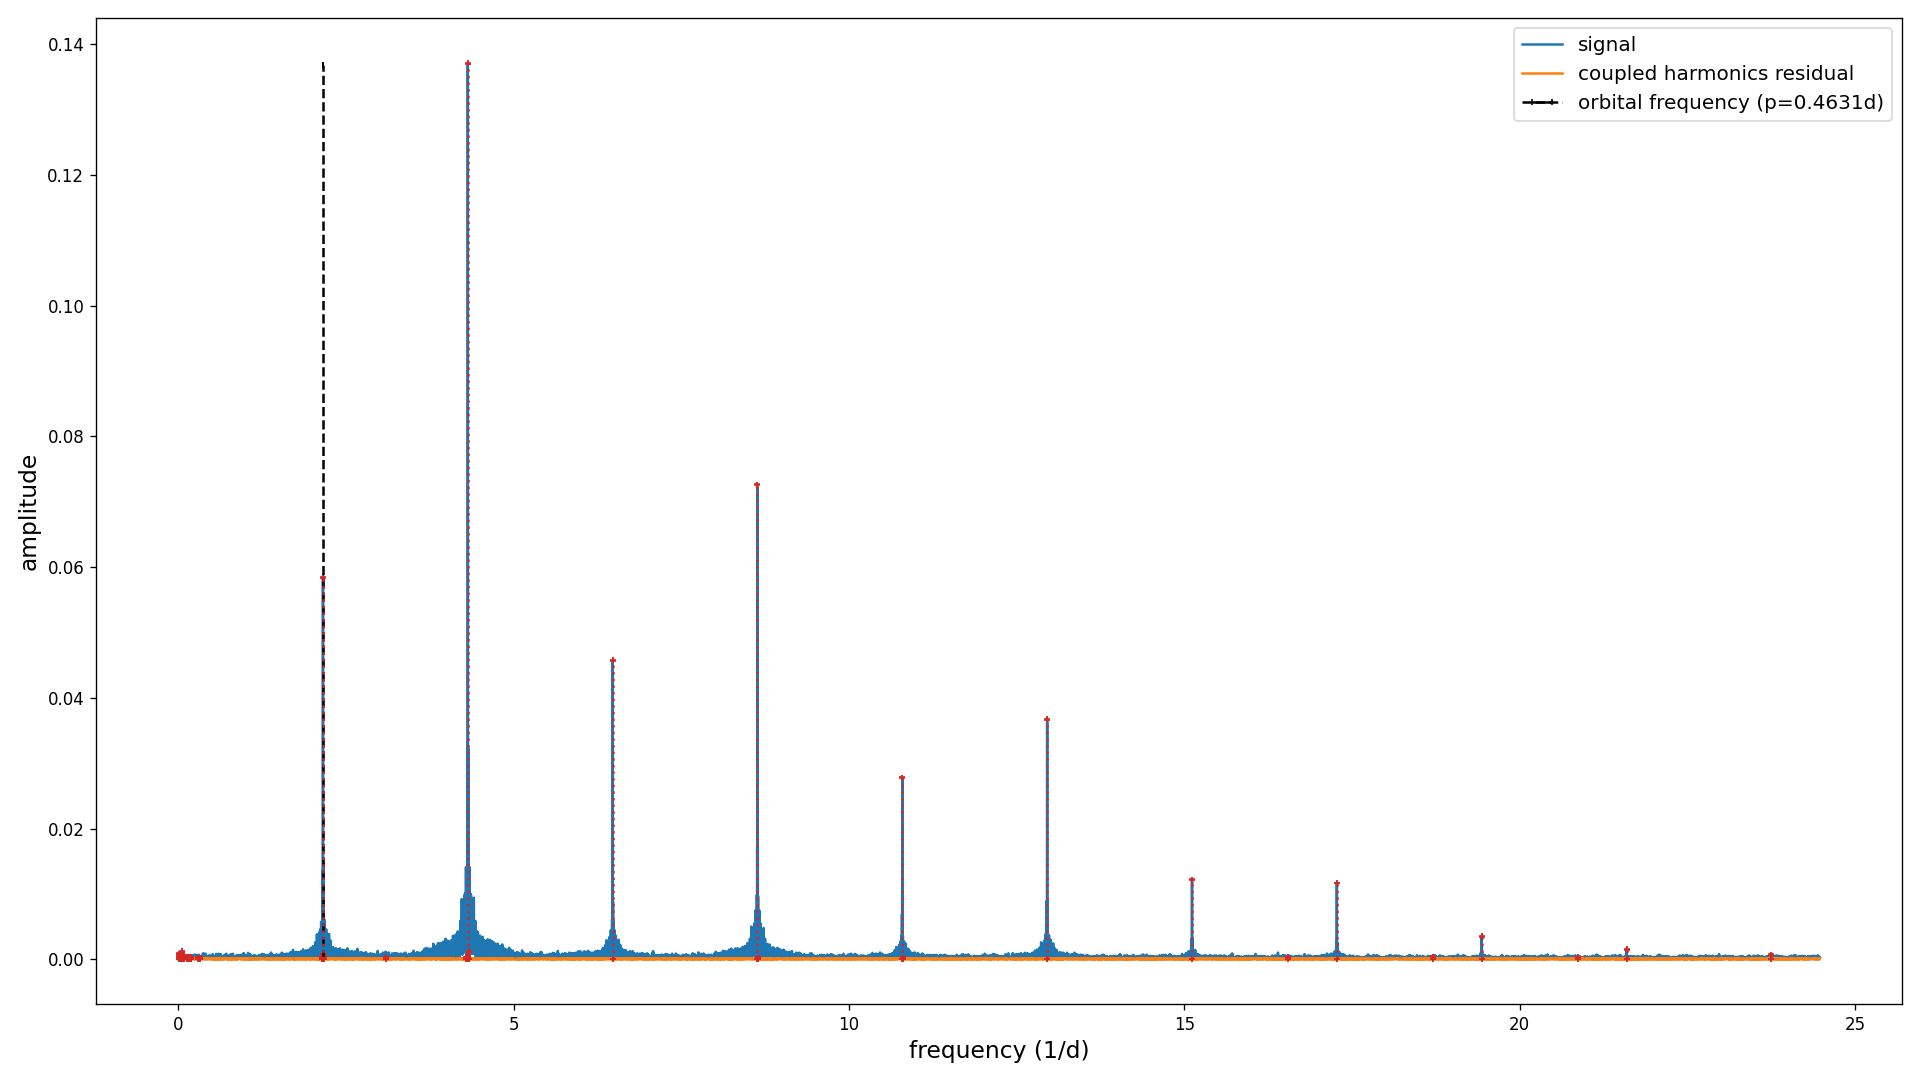 signal
coupled harmonics residual
orbital frequency (p=0.4631d)
amplitude
0.14
0.12
0.10
0.08
0.06
0.04
0.02
0.00
0 5 10 15 20 25
frequency (1/d)